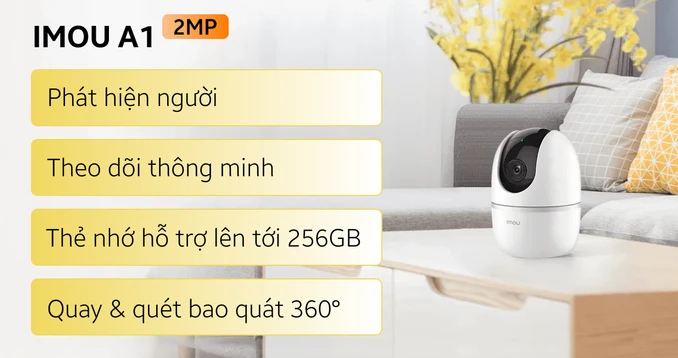 IMOU A1 2MP
Phát hiện người
Theo dõi thông minh
Thẻ nhớ hỗ trợ lên tới 256GB
Quay & quét bao quát 360°
imou